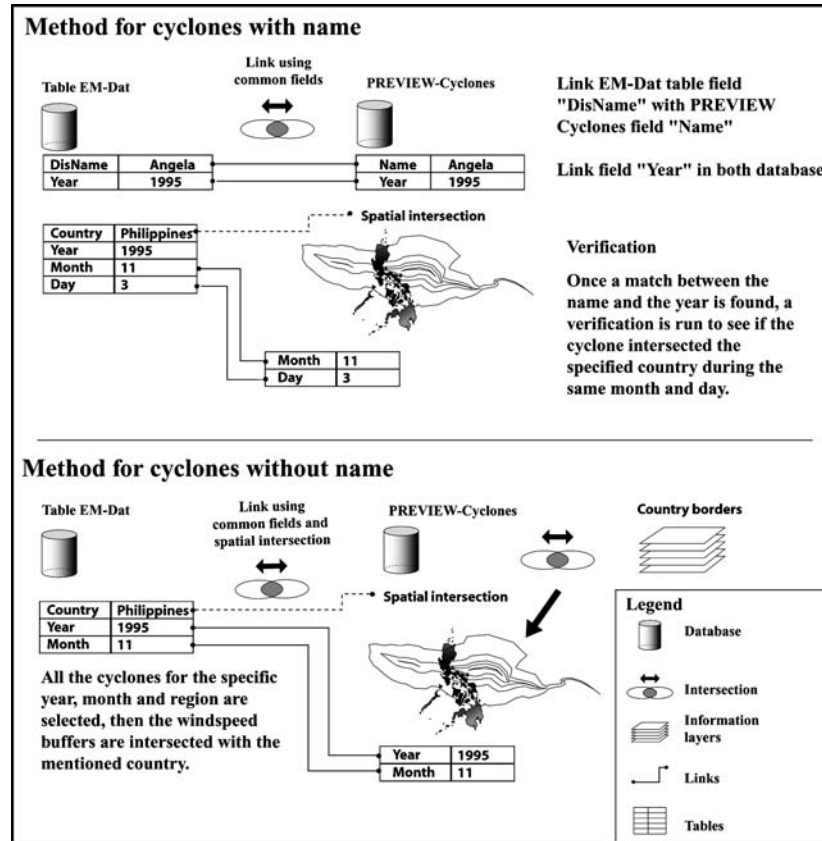 Method for cyclones with name
Link using
common fields
Table EM-Dat
PREVIEW-Cyclones
Link EM-Dat table field
"DisName" with PREVIEW
Cyclones field "Name"
DisName Angela
Year 1995
Name Angela
Year 1995
Link field "Year" in both database
Country Philippines
Year 1995
Month 11
Day 3
Spatial intersection
Month 11
Day 3
Verification
Once a match between the
name and the year is found, a
verification is run to see if the
cyclone intersected the
specified country during the
same month and day.
Method for cyclones without name
Table EM-Dat
Link using
common fields and
spatial intersection
PREVIEW-Cyclones
Country borders
Country Philippines
Year 1995
Month 11
Spatial intersection
All the cyclones for the specific
year, month and region are
selected, then the windspeed
buffers are intersected with the
mentioned country.
Year 1995
Month 11
Legend
Database
Intersection
Information
layers
Links
Tables